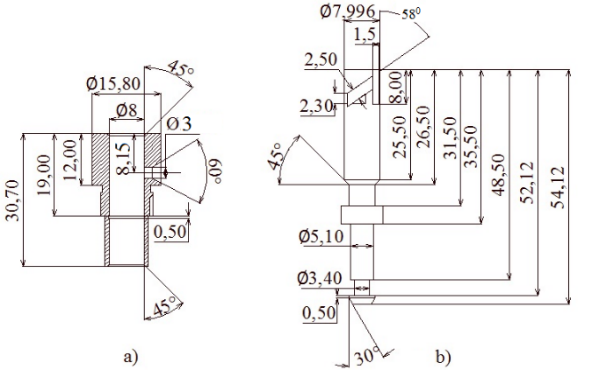 Ø7,996
58⁰
1,5
2,50
2,30
8,00
25,50
26,50
31,50
35,50
48,50
52,12
54,12
45°
Ø5,10
Ø3,40
0,50
30°
b)
45°
Ø15,80
Ø8
Ø3
30,70
19,00
12,00
8,15
60°
0,50
45°
a)